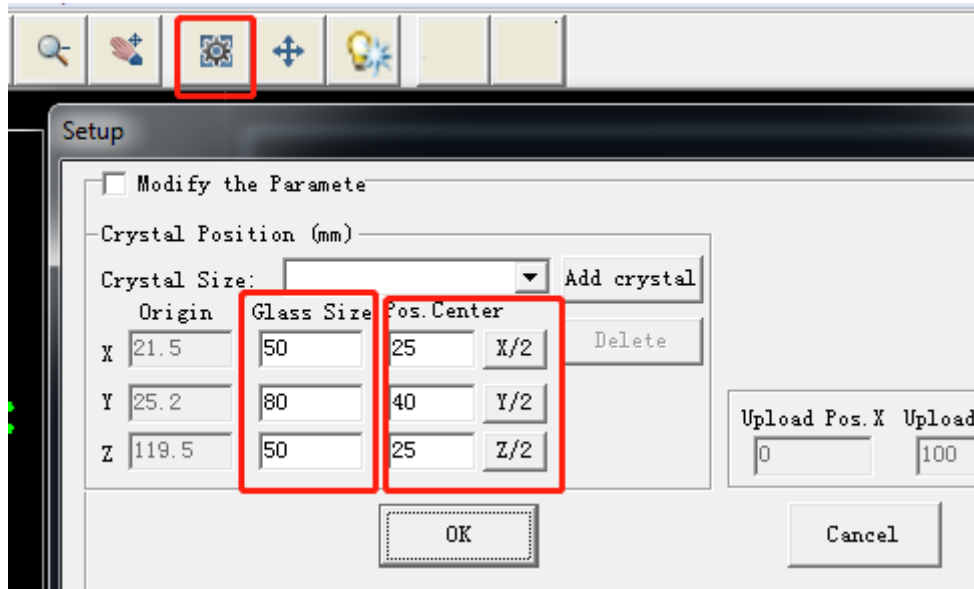 Setup
Modify the Paramete
Crystal Position (mm)
Crystal Size: Add crystal
Origin Glass Size Pos.Center
X 21.5 50 25 X/2 Delete
Y 25.2 80 40 Y/2
Z 119.5 50 25 Z/2
Upload Pos.X Upload
0 100
OK Cancel